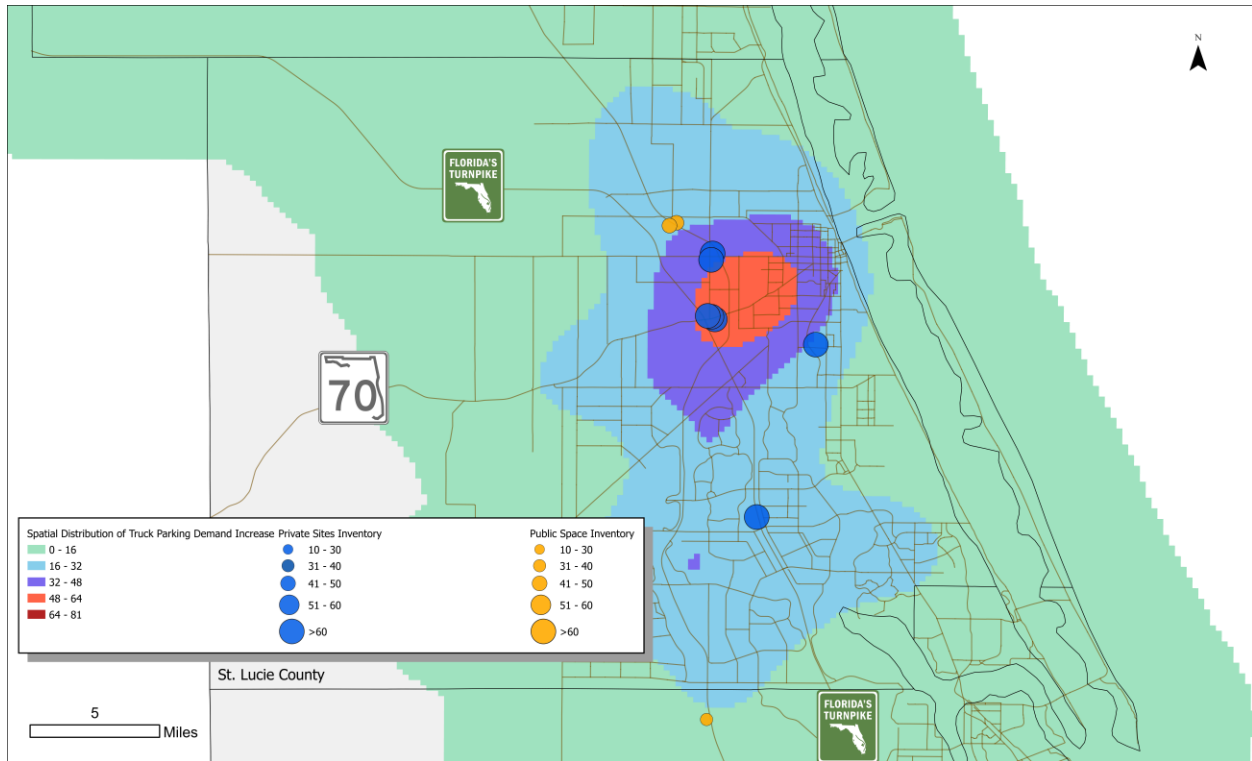 N
FLORIDA'S
TURNPIKE
70
Spatial Distribution of Truck Parking Demand Increase
0 - 16
16 - 32
32 - 48
48 - 64
64 - 81
Private Sites Inventory
10 - 30
31 - 40
41 - 50
51 - 60
>60
Public Space Inventory
10 - 30
31 - 40
41 - 50
51 - 60
>60
St. Lucie County
5
Miles
FLORIDA'S
TURNPIKE